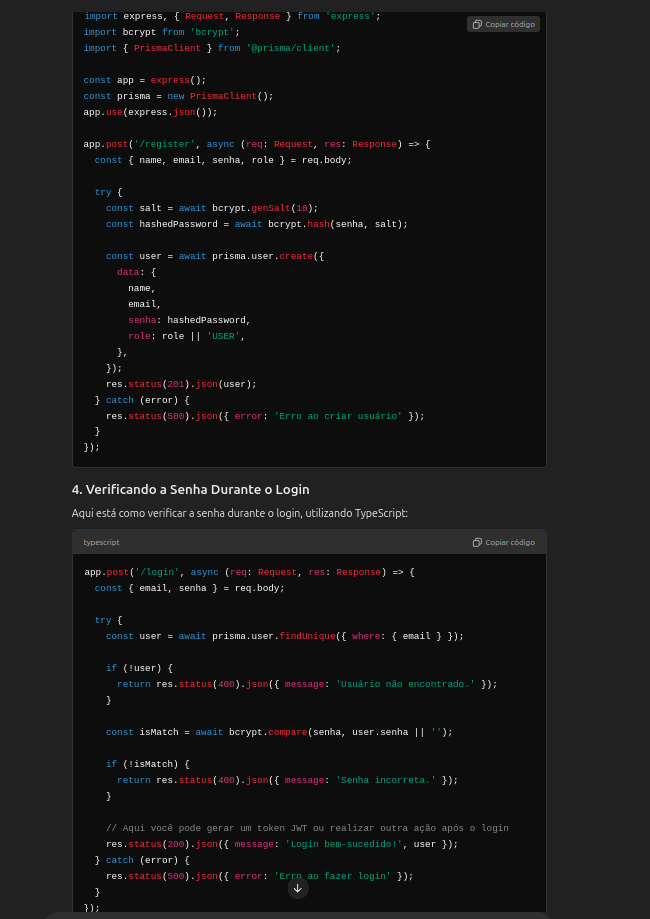 import express, { Request, Response } from 'express';
Copiar código
import bcrypt from 'bcrypt';
import { PrismaClient } from '@prisma/client';
const app = express();
const prisma = new PrismaClient();
app.use(express.json());
app.post('/register', async (req: Request, res: Response) => {
  const { name, email, senha, role } = req.body;
  try {
    const salt = await bcrypt.genSalt(10);
    const hashedPassword = await bcrypt.hash(senha, salt);
    const user = await prisma.user.create({
      data: {
        name,
        email,
        senha: hashedPassword,
        role: role || 'USER',
      },
    });
    res.status(201).json(user);
  } catch (error) {
    res.status(500).json({ error: 'Erro ao criar usuário' });
  }
});
4. Verificando a Senha Durante o Login
Aqui está como verificar a senha durante o login, utilizando TypeScript:
typescript
Copiar código
app.post('/login', async (req: Request, res: Response) => {
  const { email, senha } = req.body;
  try {
    const user = await prisma.user.findUnique({ where: { email } });
    if (!user) {
      return res.status(400).json({ message: 'Usuário não encontrado.' });
    }
    const isMatch = await bcrypt.compare(senha, user.senha || '');
    if (!isMatch) {
      return res.status(400).json({ message: 'Senha incorreta.' });
    }
    // Aqui você pode gerar um token JWT ou realizar outra ação após o login
    res.status(200).json({ message: 'Login bem-sucedido!', user });
  } catch (error) {
    res.status(500).json({ error: 'Erro ao fazer login' });
  }
});